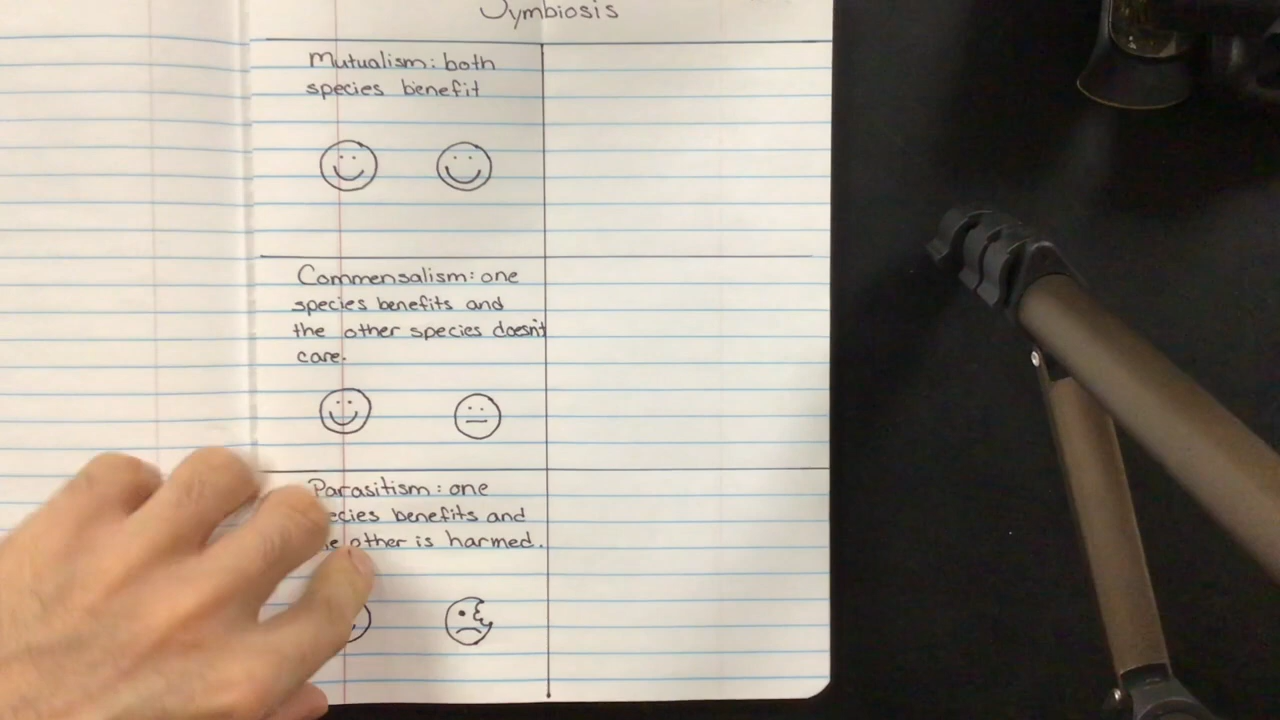 Symbiosis
Mutualism: both
species benefit
Commensalism: one
species benefits and
the other species doesn't
care.
Parasitism: one
ecies benefits and
e other is harmed.